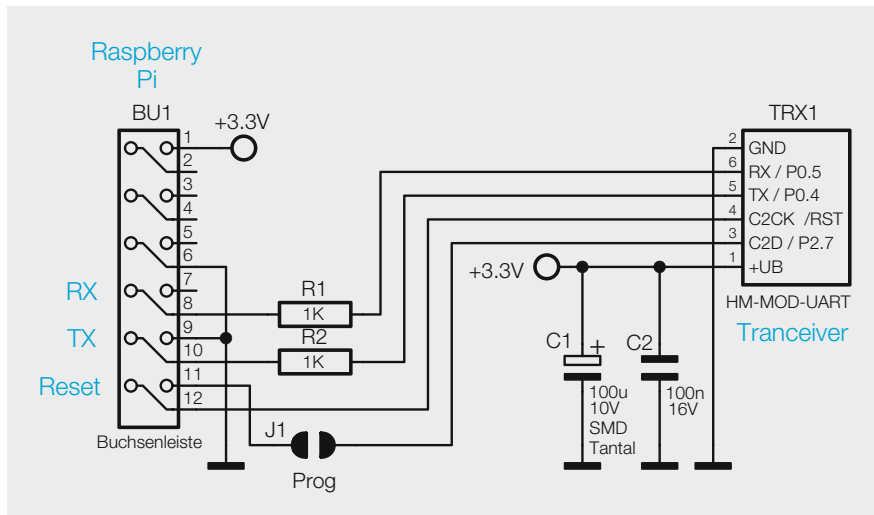 Raspberry
Pi
BU1
+3.3V
1
2
3
4
5
6
7
8
9
10
11
12
RX
TX
Reset
Buchsenleiste
R1
1K
R2
1K
J1
Prog
TRX1
2 GND
6 RX / P0.5
5 TX / P0.4
4 C2CK /RST
3 C2D / P2.7
1 +UB
HM-MOD-UART
Tranceiver
+3.3V
C1
+
100u
10V
SMD
Tantal
C2
100n
16V